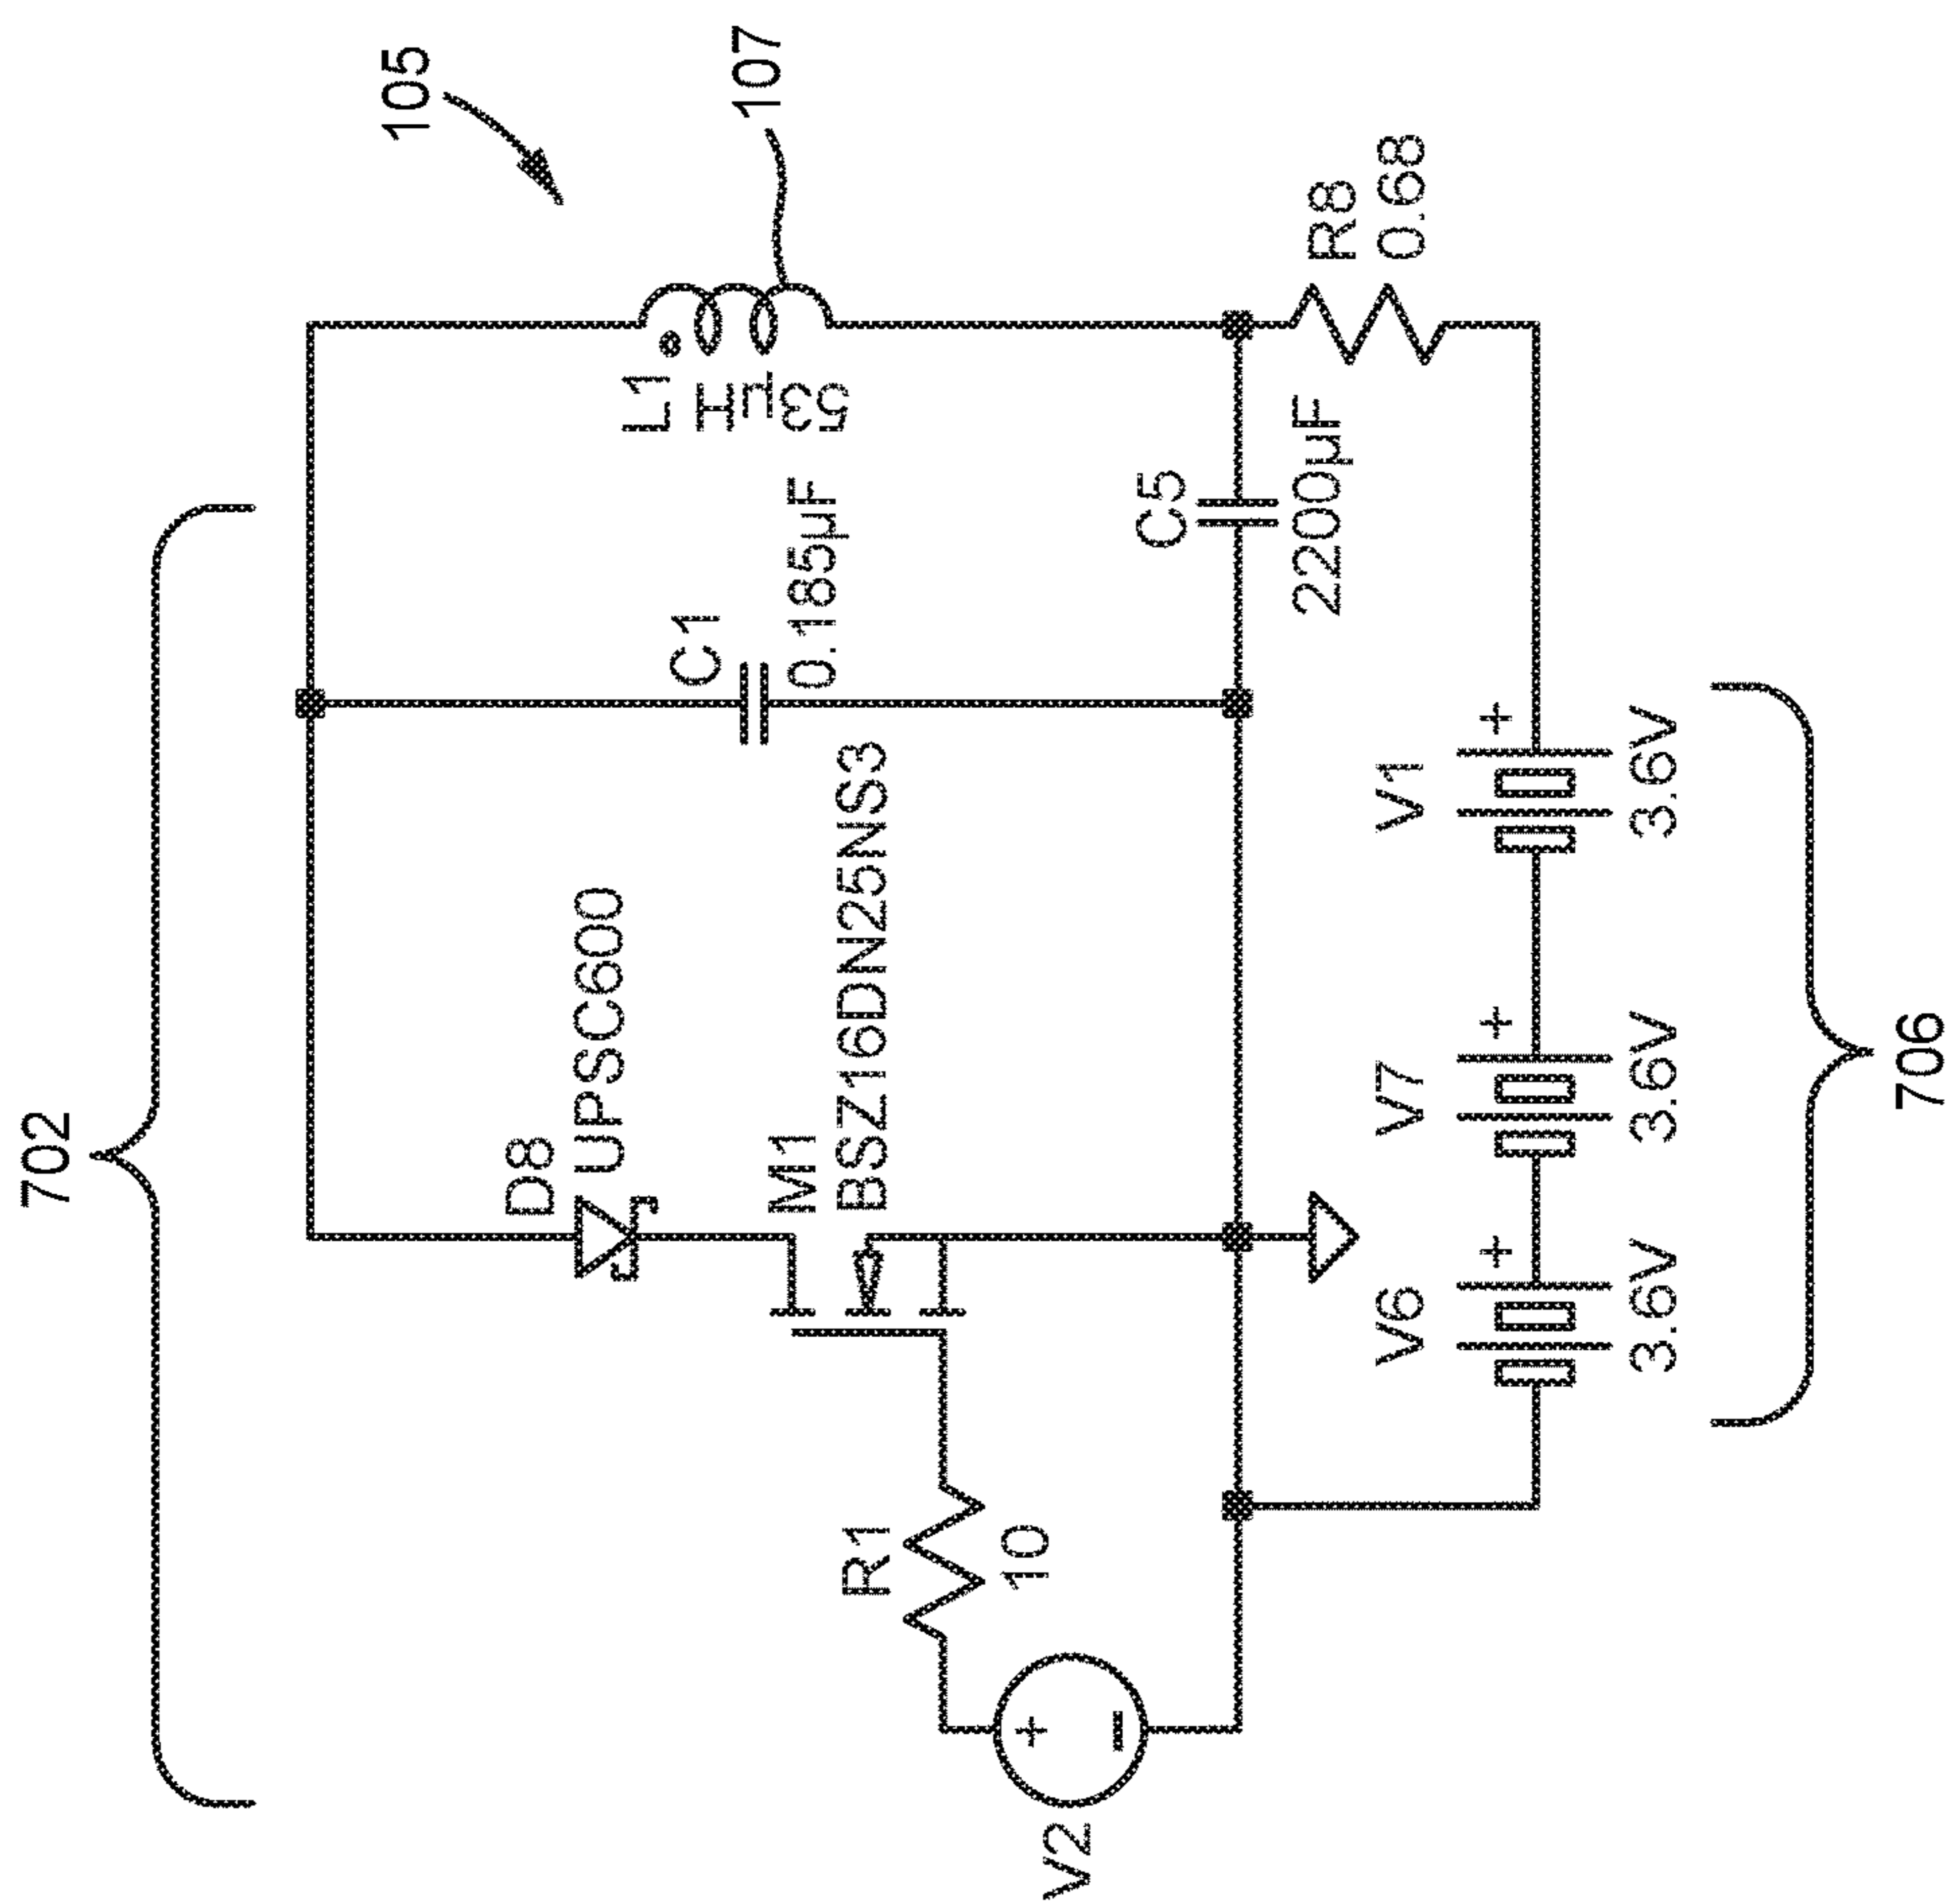 105
107
702
L1
53µH
C1
0.185µF
D8
UPSC600
M1
BSZ16DN25NS3
R1
10
V2
+
−
C5
2200µF
R8
0.68
V6
+
3.6V
V7
+
3.6V
V1
+
3.6V
706